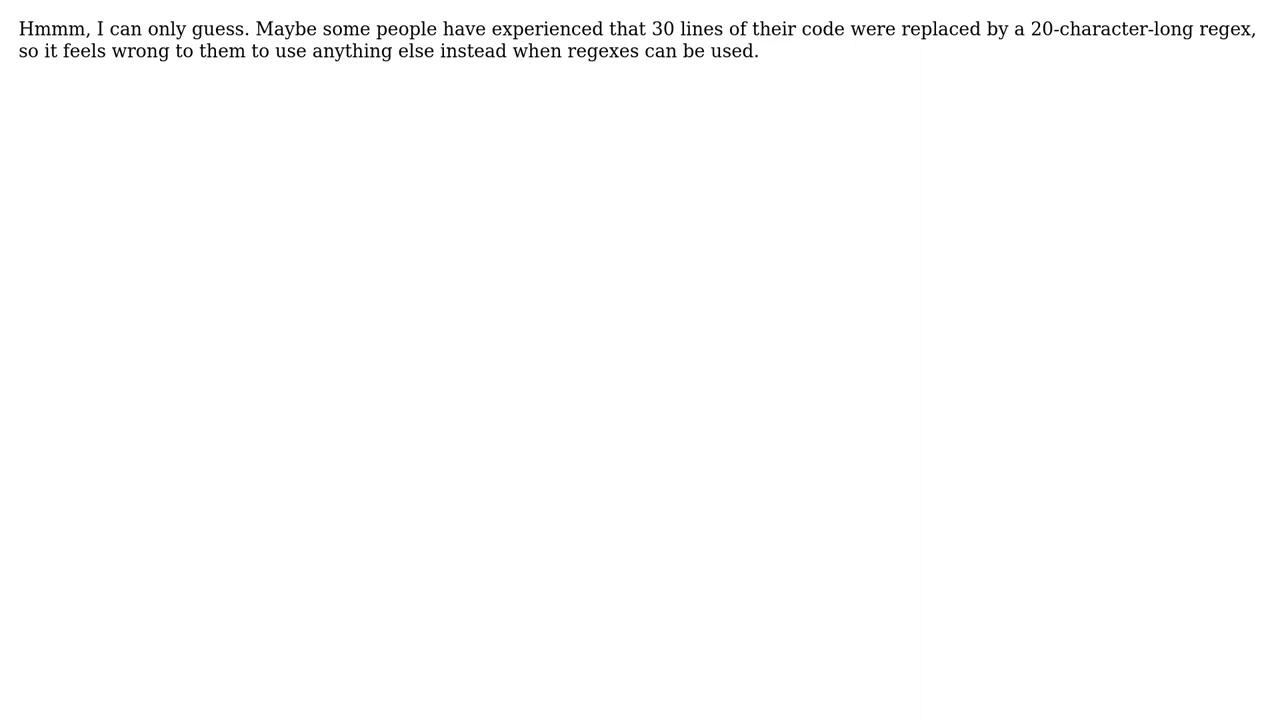 Hmmm, I can only guess. Maybe some people have experienced that 30 lines of their code were replaced by a 20-character-long regex,
so it feels wrong to them to use anything else instead when regexes can be used.